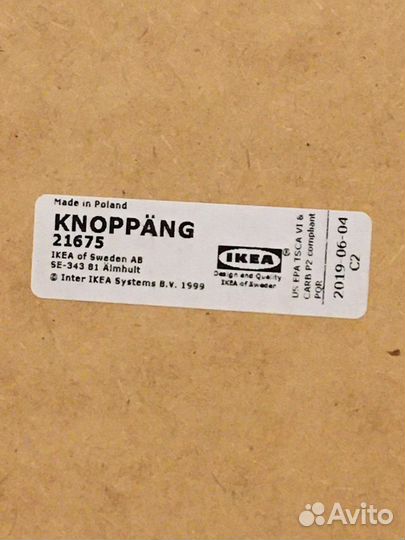 Made in Poland
KNOPPÄNG
21675
IKEA of Sweden AB
SE-343 81 Älmhult
© Inter IKEA Systems B.V. 1999
IKEA®
Design and Quality
IKEA of Sweden
US EPA TSCA VI &
CARB P2 compliant
PQR
2019-06-04
C2
Avito